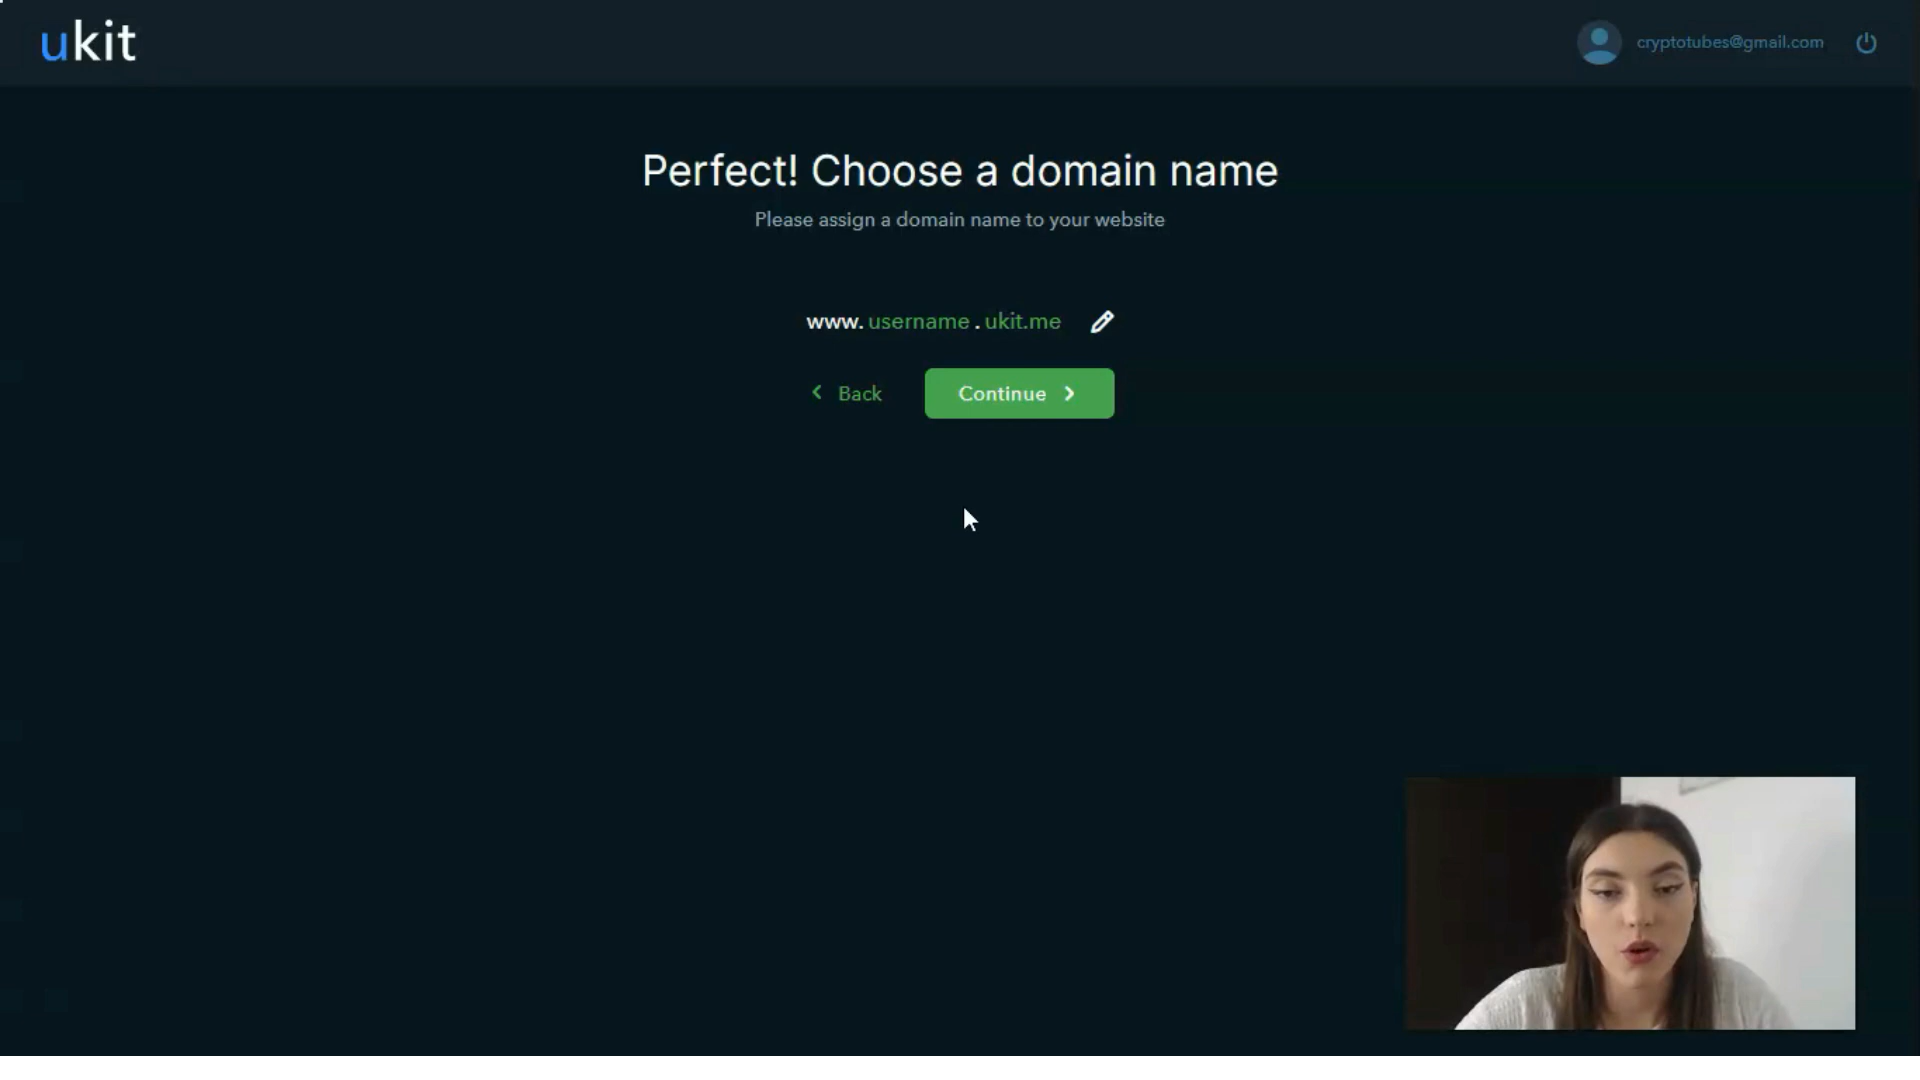 ukit
cryptotubes@gmail.com
Perfect! Choose a domain name
Please assign a domain name to your website
www. username . ukit.me
Back
Continue